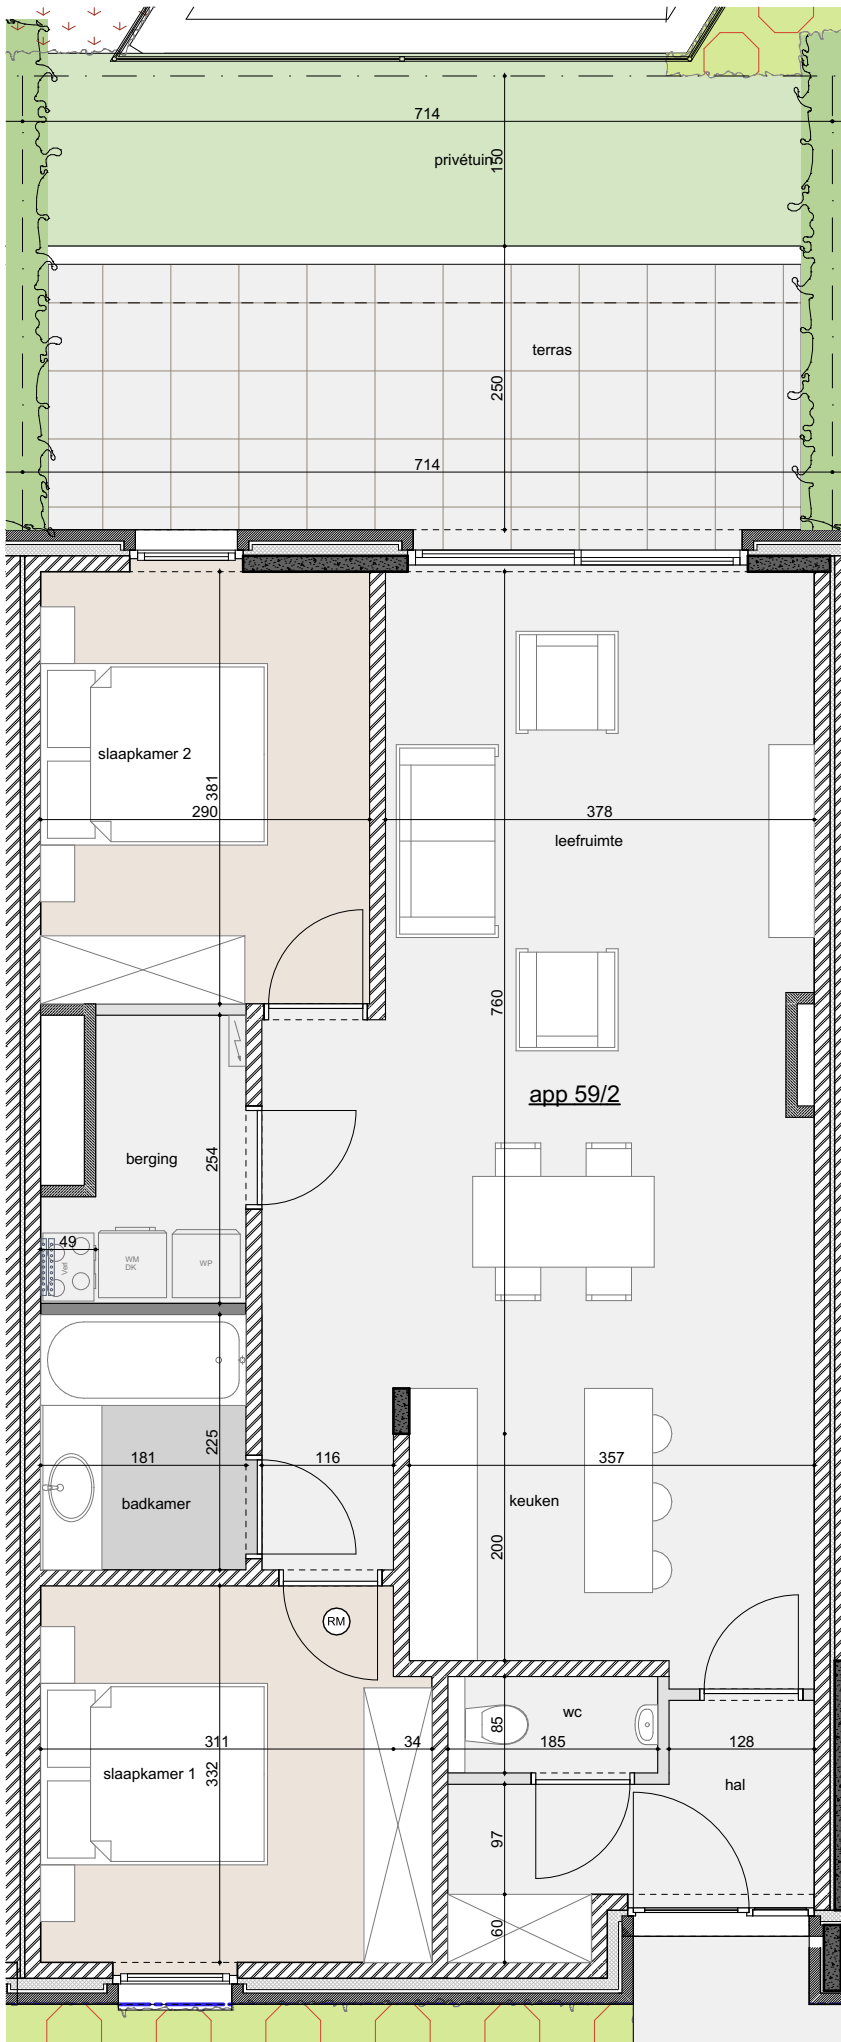 714
privétuin
150
terras
250
714
slaapkamer 2
381
290
378
leefruimte
760
app 59/2
berging
254
49
Verl
WM
DK
WP
225
181
116
357
badkamer
keuken
200
RM
wc
85
311
34
185
128
332
slaapkamer 1
hal
97
60